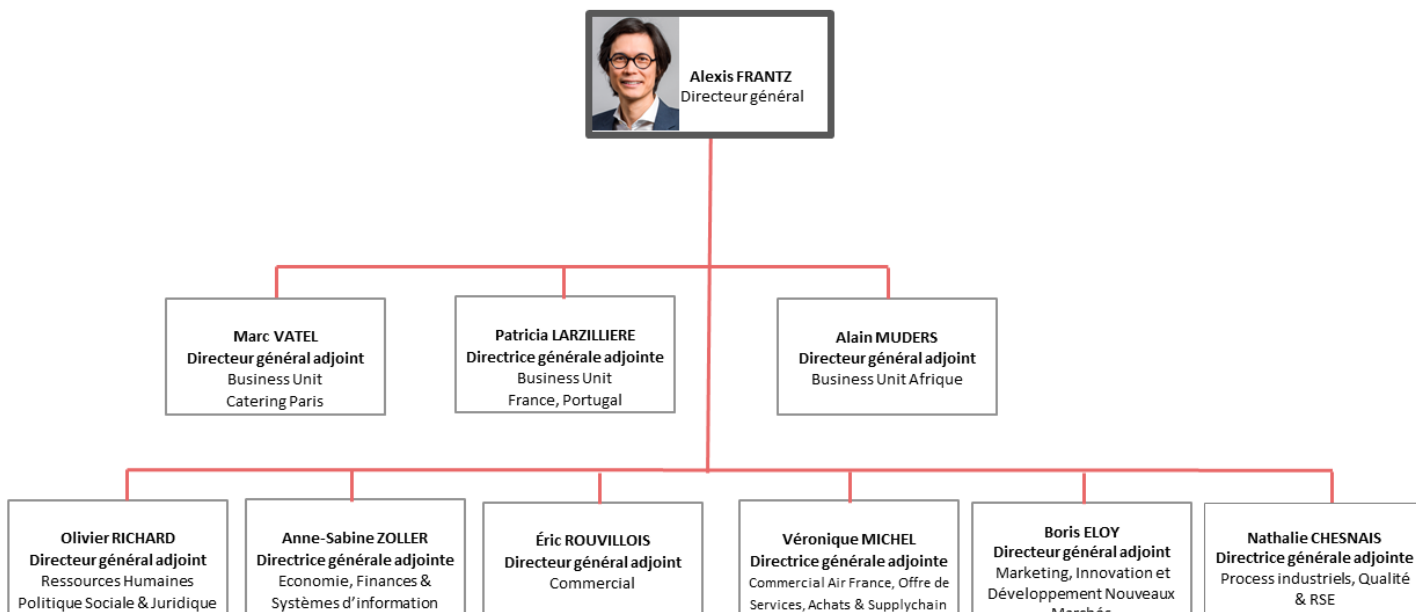 Alexis FRANTZ
Directeur général
Marc VATEL
Directeur général adjoint
Business Unit
Catering Paris
Patricia LARZILLIERE
Directrice générale adjointe
Business Unit
France, Portugal
Alain MUDERS
Directeur général adjoint
Business Unit Afrique
Olivier RICHARD
Directeur général adjoint
Ressources Humaines
Politique Sociale & Juridique
Anne-Sabine ZOLLER
Directrice générale adjointe
Economie, Finances &
Systèmes d'information
Éric ROUVILLOIS
Directeur général adjoint
Commercial
Véronique MICHEL
Directrice générale adjointe
Commercial Air France, Offre de
Services, Achats & Supplychain
Boris ELOY
Directeur général adjoint
Marketing, Innovation et
Développement Nouveaux
Marchés
Nathalie CHESNAIS
Directrice générale adjointe
Process industriels, Qualité
& RSE